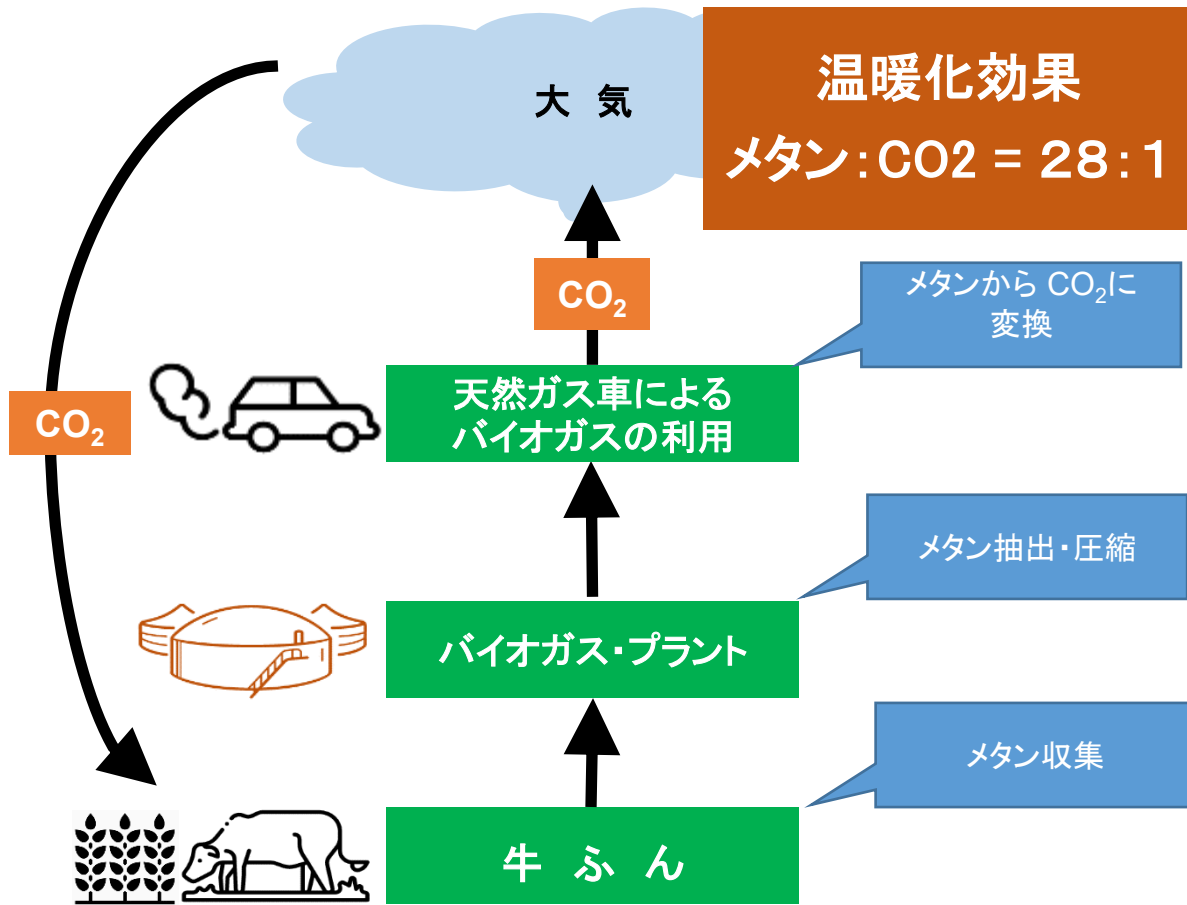 大 気
温暖化効果
メタン：CO2 = 28：1
CO₂
メタンから CO₂に
変換
天然ガス車による
バイオガスの利用
CO₂
メタン抽出・圧縮
バイオガス・プラント
メタン収集
牛 ふ ん